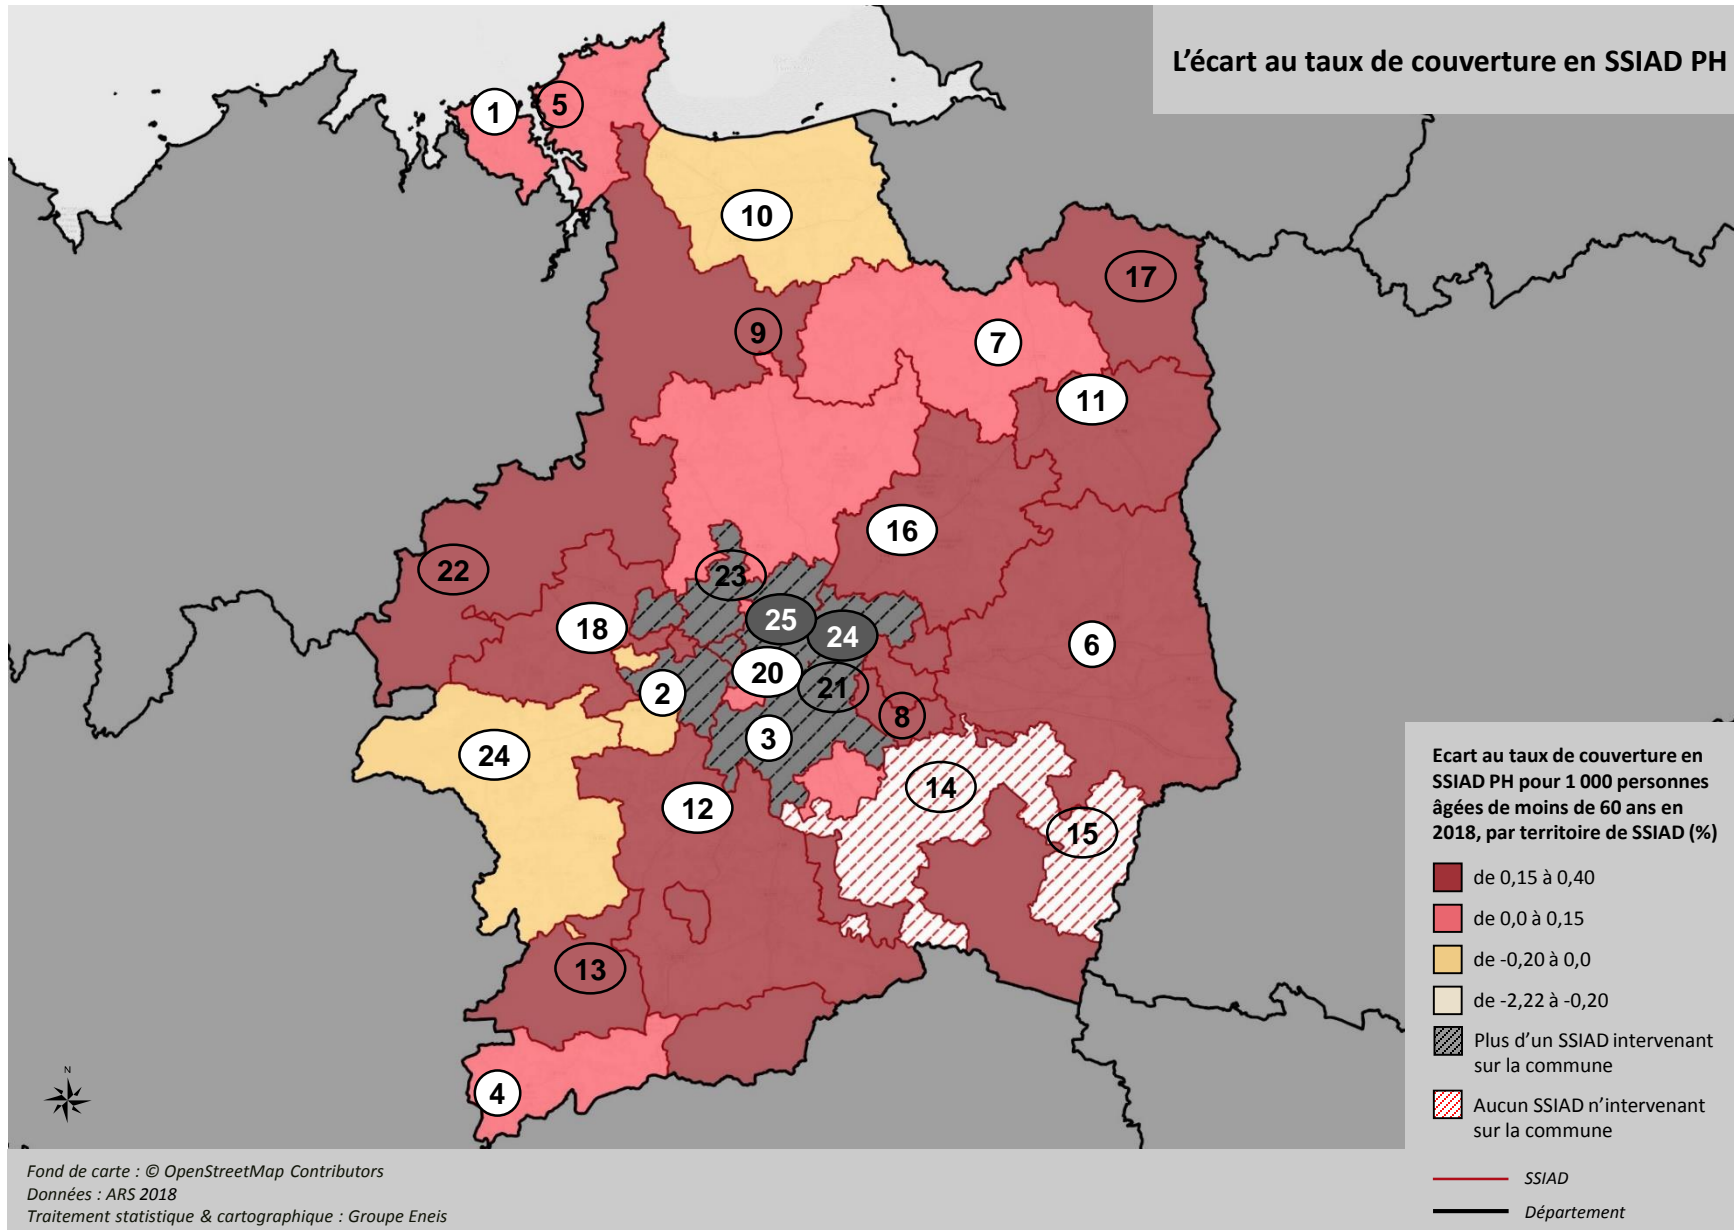 L'écart au taux de couverture en SSIAD PH
1
5
10
17
9
7
11
16
22
23
18
25
24
6
20
2
21
8
3
24
14
12
15
13
4
N
Ecart au taux de couverture en
SSIAD PH pour 1 000 personnes
âgées de moins de 60 ans en
2018, par territoire de SSIAD (%)
de 0,15 à 0,40
de 0,0 à 0,15
de -0,20 à 0,0
de -2,22 à -0,20
Plus d'un SSIAD intervenant
sur la commune
Aucun SSIAD n'intervenant
sur la commune
SSIAD
Département
Fond de carte : © OpenStreetMap Contributors
Données : ARS 2018
Traitement statistique & cartographique : Groupe Eneis